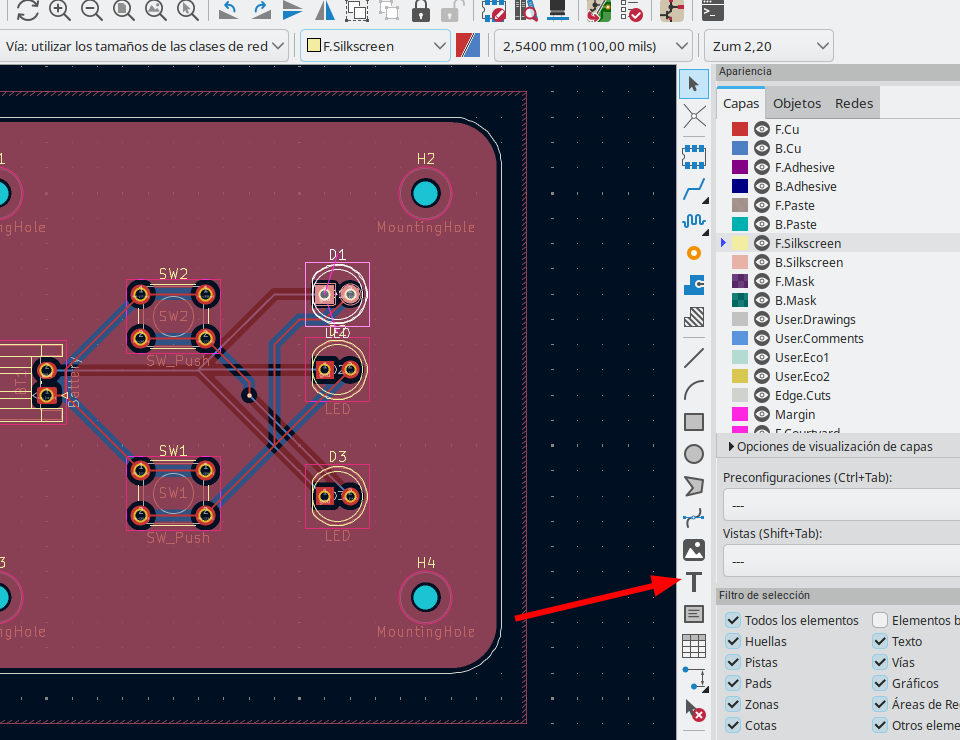 Vía: utilizar los tamaños de las clases de red
F.Silkscreen
2,5400 mm (100,00 mils)
Zum 2,20
Apariencia
Capas
Objetos
Redes
F.Cu
B.Cu
F.Adhesive
B.Adhesive
F.Paste
B.Paste
F.Silkscreen
B.Silkscreen
F.Mask
B.Mask
User.Drawings
User.Comments
User.Eco1
User.Eco2
Edge.Cuts
Margin
F.Courtyard
Opciones de visualización de capas
Preconfiguraciones (Ctrl+Tab):
---
Vistas (Shift+Tab):
---
Filtro de selección
Todos los elementos
Elementos b
Huellas
Texto
Pistas
Vías
Pads
Gráficos
Zonas
Áreas de Re
Cotas
Otros eleme
H2
MountingHole
ngHole
D1
SW2
SW2
SW_Push
LED
LED
Battery
SW1
SW1
SW_Push
D3
LED
H4
MountingHole
ngHole